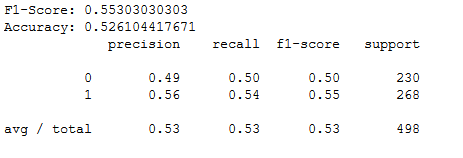 F1-Score: 0.55303030303
Accuracy: 0.526104417671
precision recall f1-score support
0 0.49 0.50 0.50 230
1 0.56 0.54 0.55 268
avg / total 0.53 0.53 0.53 498